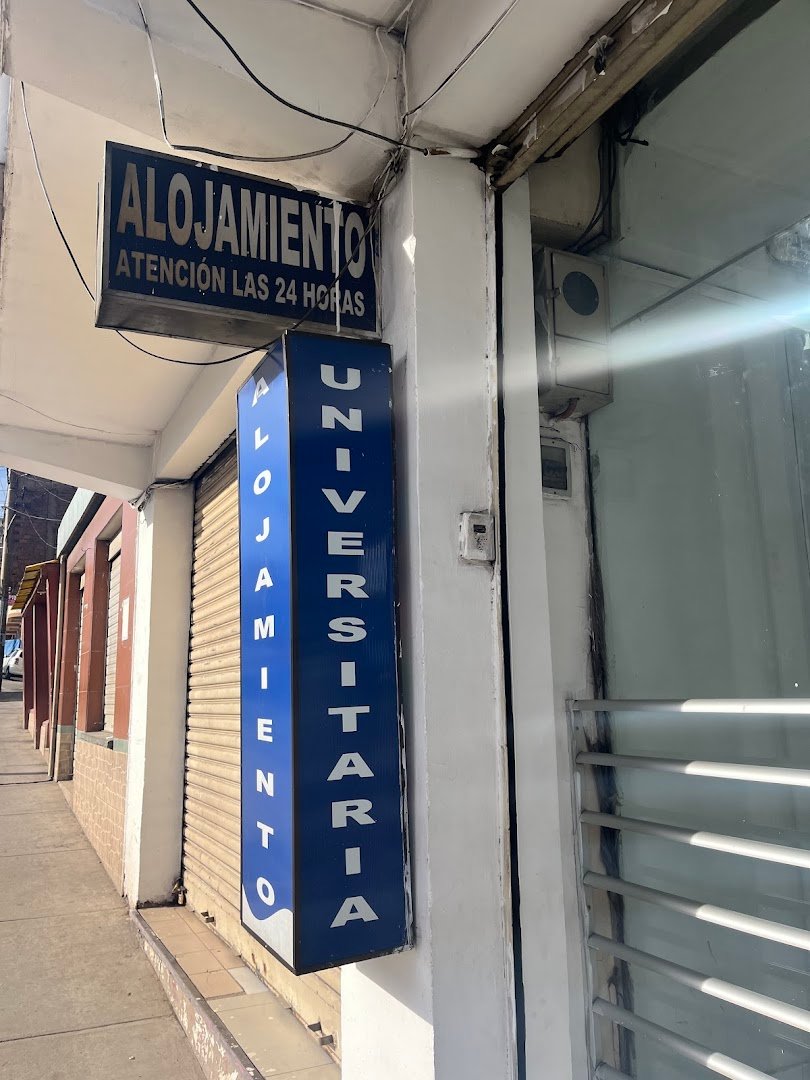 ALOJAMIENTO
ATENCIÓN LAS 24 HORAS
ALOJAMIENTO
UNIVERSITARIA